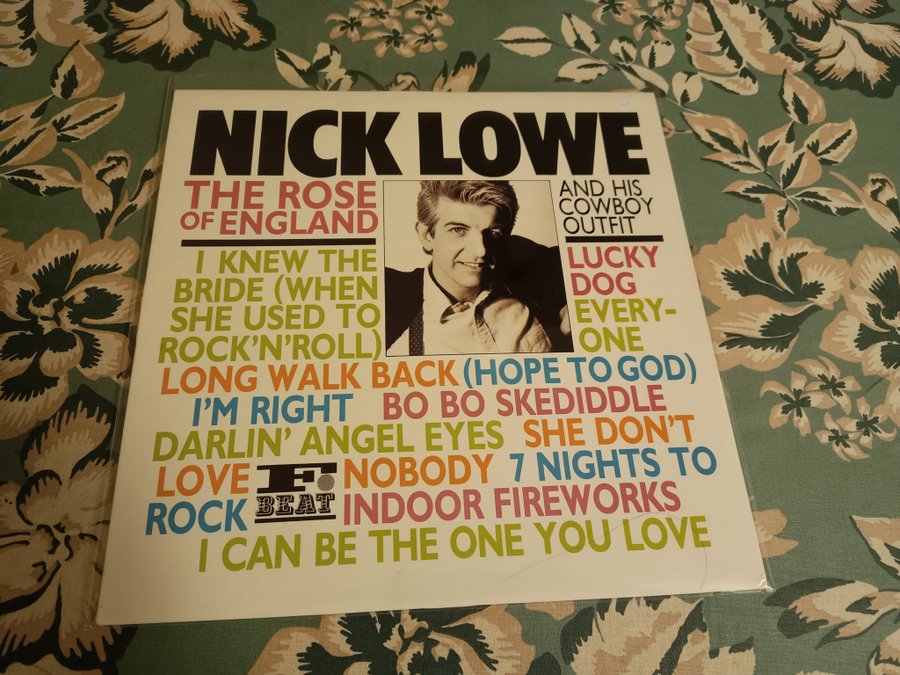 NICK LOWE
THE ROSE
OF ENGLAND
AND HIS
COWBOY
OUTFIT
I KNEW THE
BRIDE (WHEN
SHE USED TO
ROCK'N'ROLL)
LUCKY
DOG
EVERY-
ONE
LONG WALK BACK (HOPE TO GOD)
I'M RIGHT BO BO SKEDIDDLE
DARLIN' ANGEL EYES SHE DON'T
LOVE F. BEAT NOBODY 7 NIGHTS TO
ROCK INDOOR FIREWORKS
I CAN BE THE ONE YOU LOVE